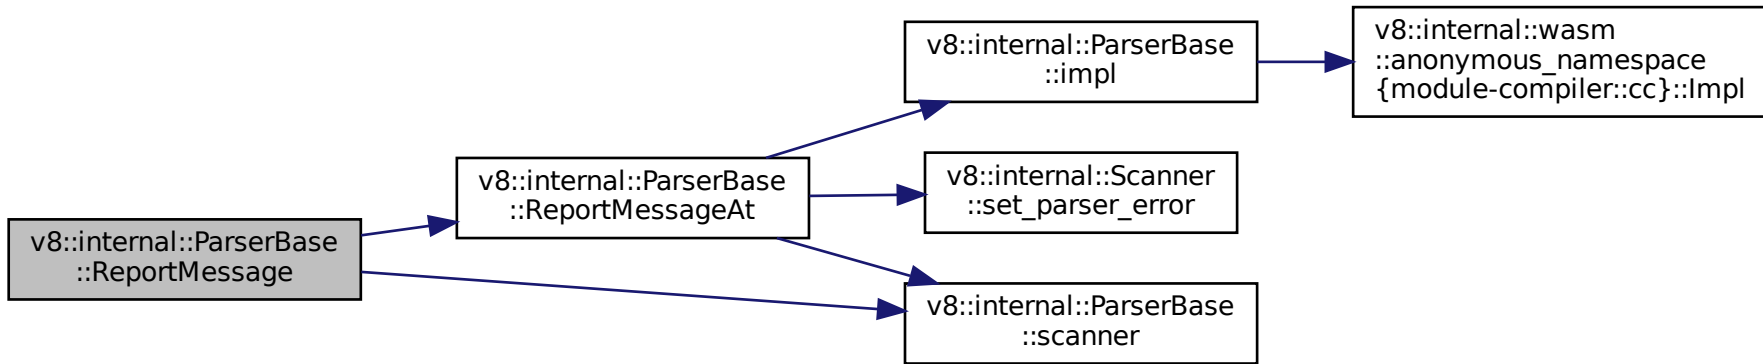 v8::internal::ParserBase
::ReportMessage
v8::internal::ParserBase
::ReportMessageAt
v8::internal::ParserBase
::impl
v8::internal::wasm
::anonymous_namespace
{module-compiler::cc}::Impl
v8::internal::Scanner
::set_parser_error
v8::internal::ParserBase
::scanner